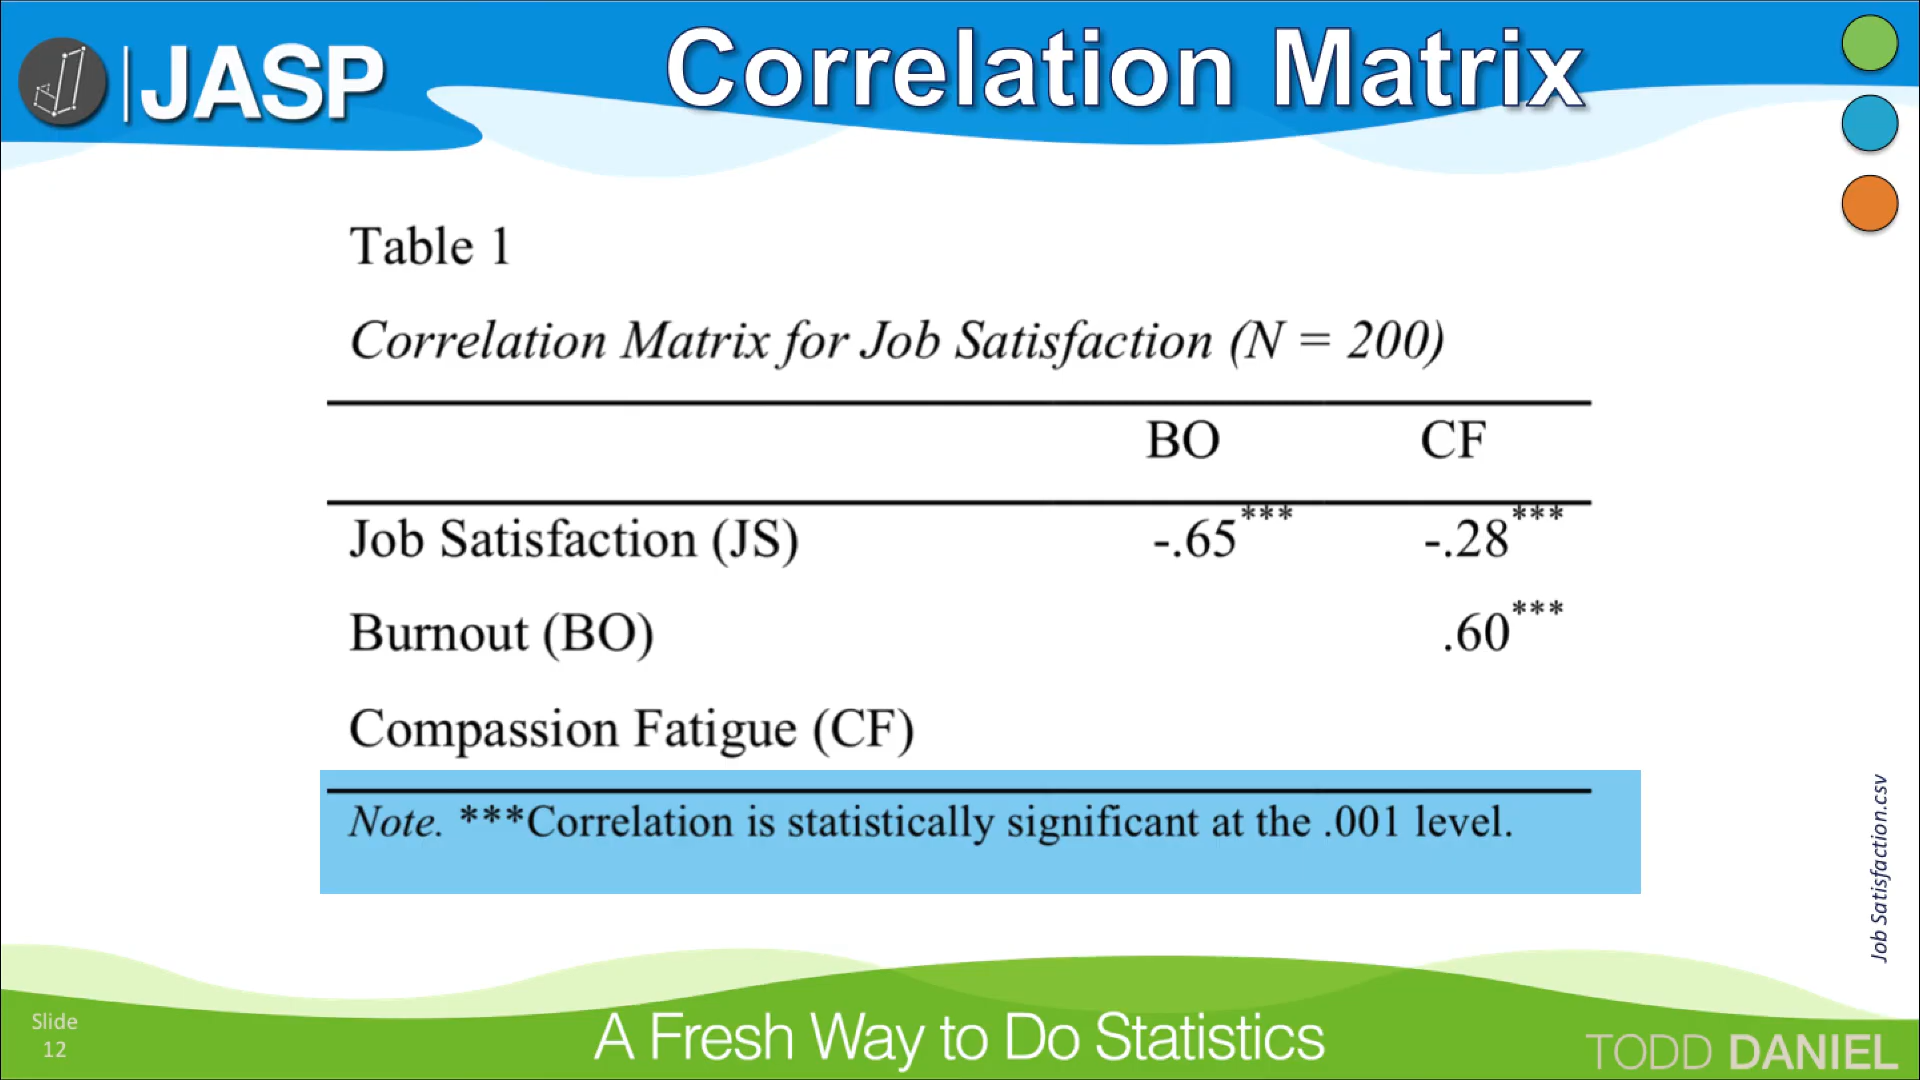 JASP
Correlation Matrix
Table 1
Correlation Matrix for Job Satisfaction (N = 200)
BO CF
Job Satisfaction (JS) -.65*** -.28***
Burnout (BO) .60***
Compassion Fatigue (CF)
Note. ***Correlation is statistically significant at the .001 level.
Job Satisfaction.csv
Slide
12
A Fresh Way to Do Statistics
TODD DANIEL